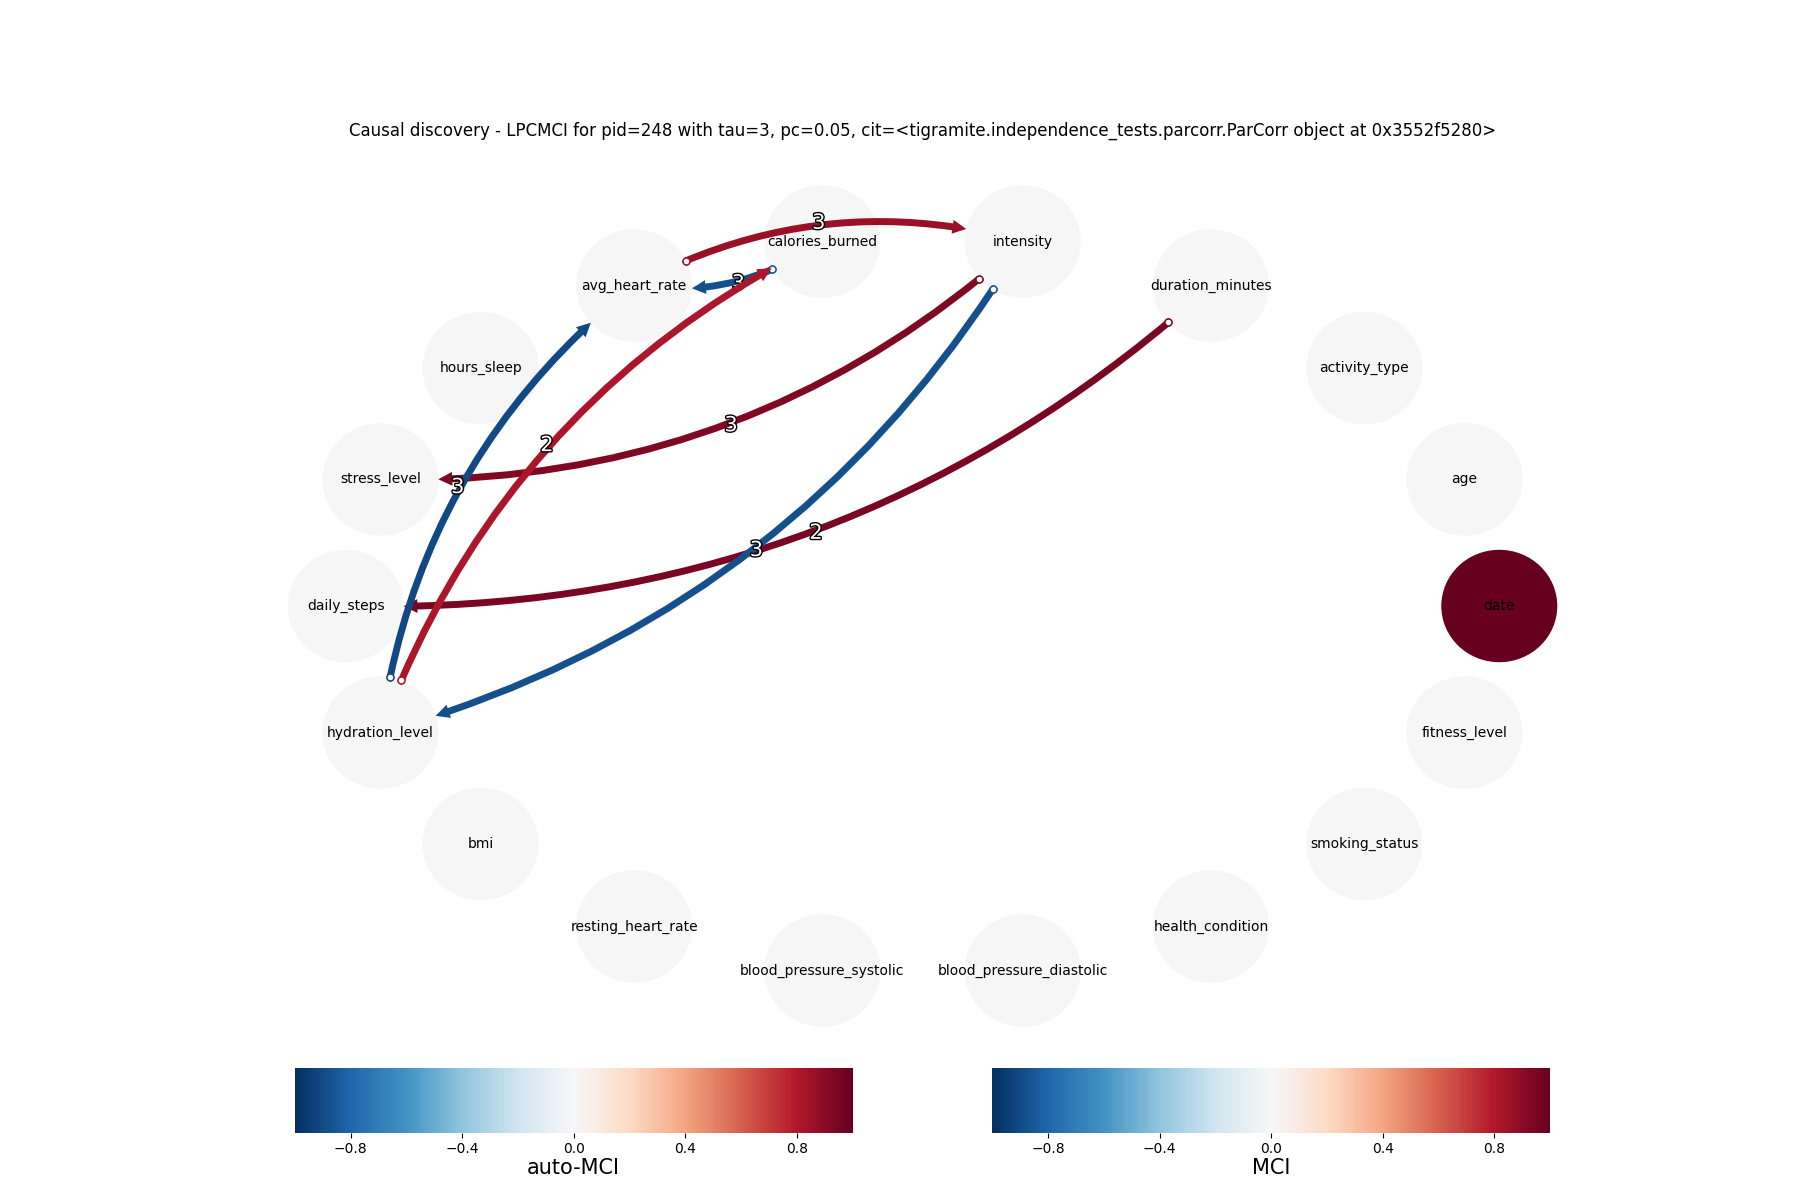 Causal discovery - LPCMCI for pid=248 with tau=3, pc=0.05, cit=<tigramite.independence_tests.parcorr.ParCorr object at 0x3552f5280>
3
calories_burned
intensity
avg_heart_rate
3
duration_minutes
hours_sleep
activity_type
3
2
stress_level
3
age
2
3
daily_steps
date
hydration_level
fitness_level
bmi
smoking_status
resting_heart_rate
health_condition
blood_pressure_systolic
blood_pressure_diastolic
−0.8 −0.4 0.0 0.4 0.8
auto-MCI
−0.8 −0.4 0.0 0.4 0.8
MCI